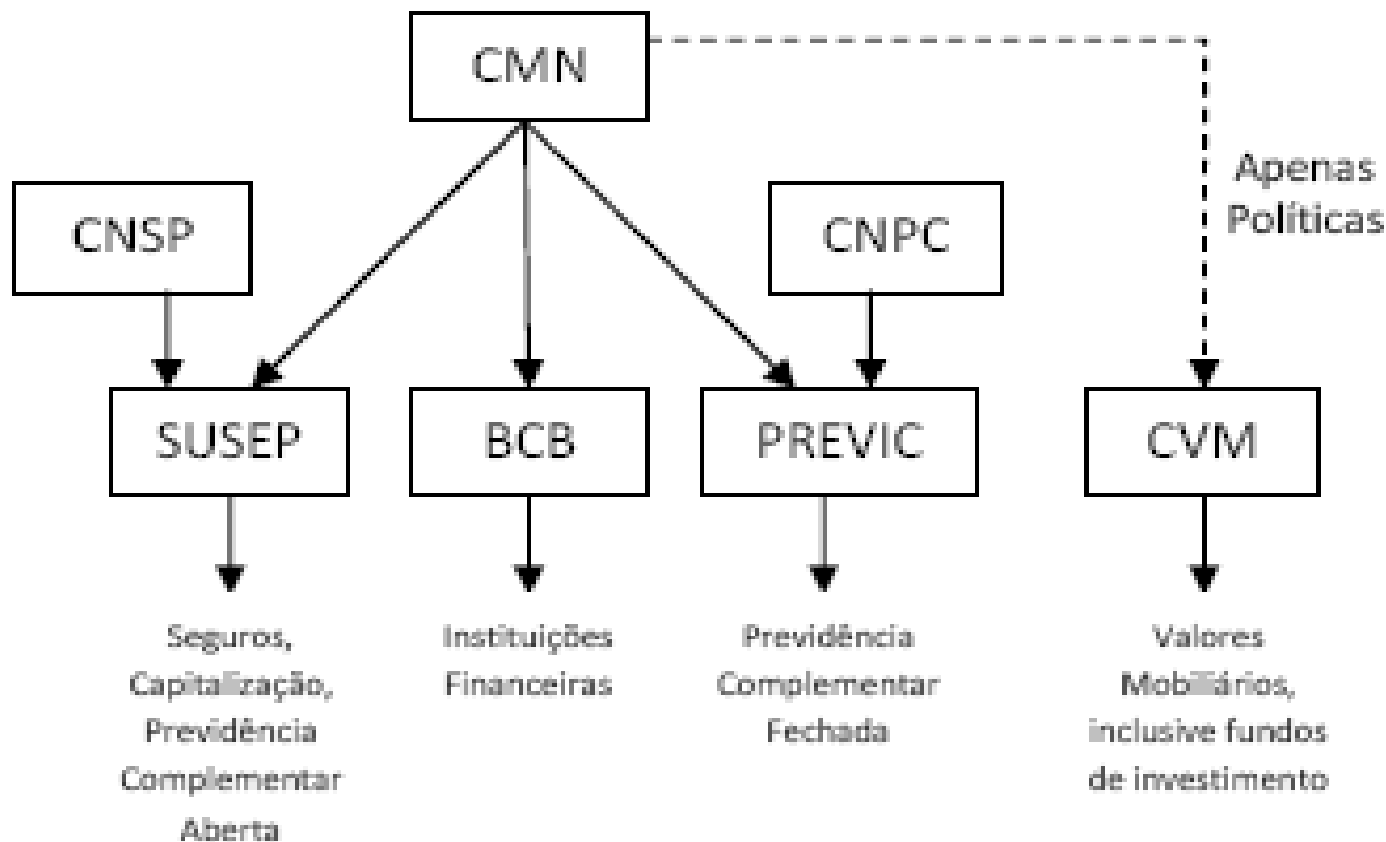 CMN
Apenas
Políticas
CNSP
CNPC
SUSEP
BCB
PREVIC
CVM
Seguros,
Capitalização,
Previdência
Complementar
Aberta
Instituições
Financeiras
Previdência
Complementar
Fechada
Valores
Mobiliários,
inclusive fundos
de investimento